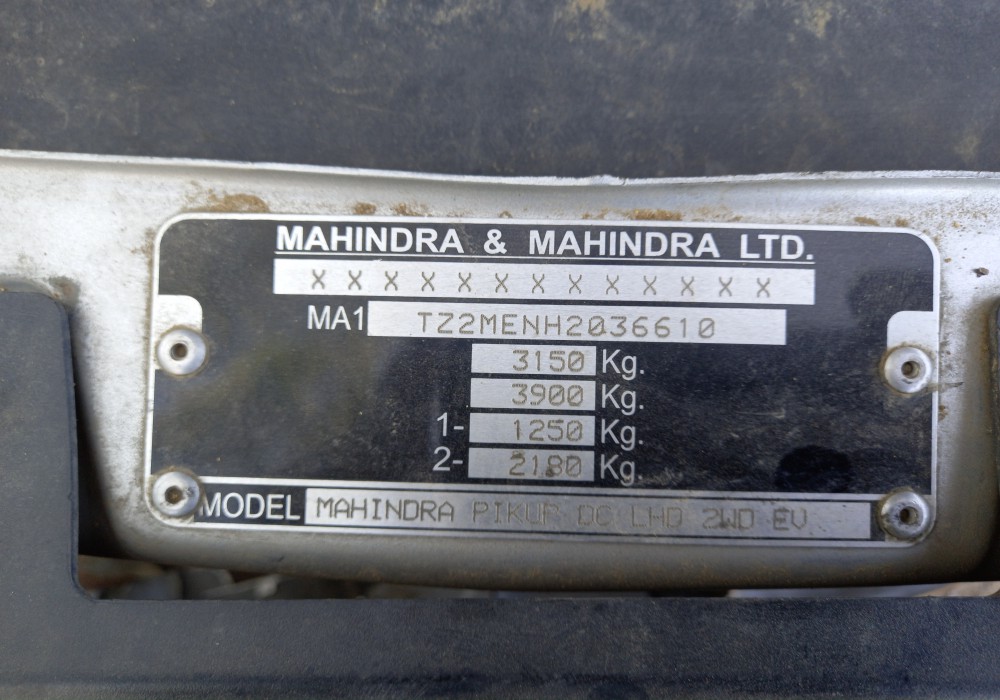 MAHINDRA & MAHINDRA LTD.
X X X X X X X X X X X X X
MA1 TZ2MENH2036610
3150 Kg.
3900 Kg.
1- 1250 Kg.
2- 2180 Kg.
MODEL MAHINDRA PIKUP DC LHD 2WD EV